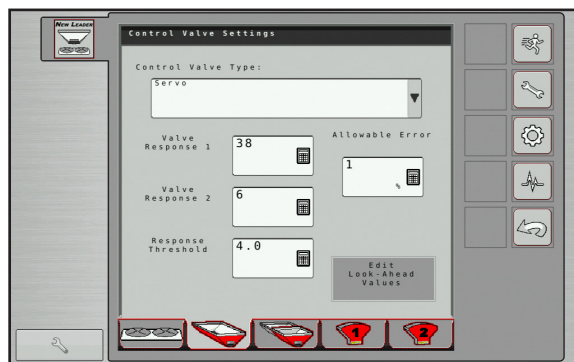 NEW LEADER
Control Valve Settings
Control Valve Type:
Servo
Valve
Response 1
38
Allowable Error
1
%
Valve
Response 2
6
Response
Threshold
4.0
Edit
Look-Ahead
Values
1
2